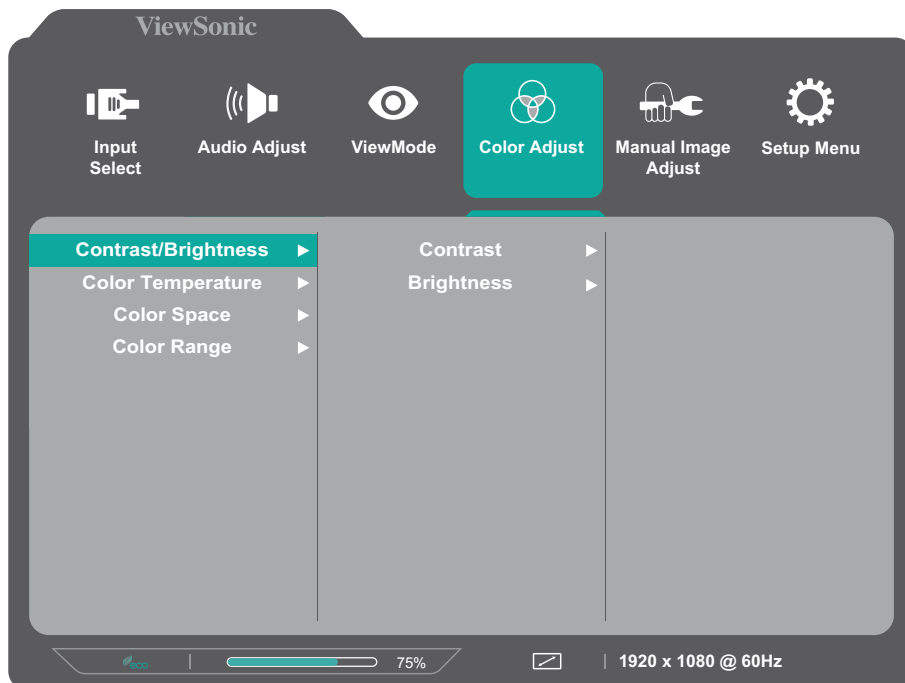 ViewSonic
Input
Select
Audio Adjust
ViewMode
Color Adjust
Manual Image
Adjust
Setup Menu
Contrast/Brightness
Color Temperature
Color Space
Color Range
Contrast
Brightness
eco
75%
1920 x 1080 @ 60Hz